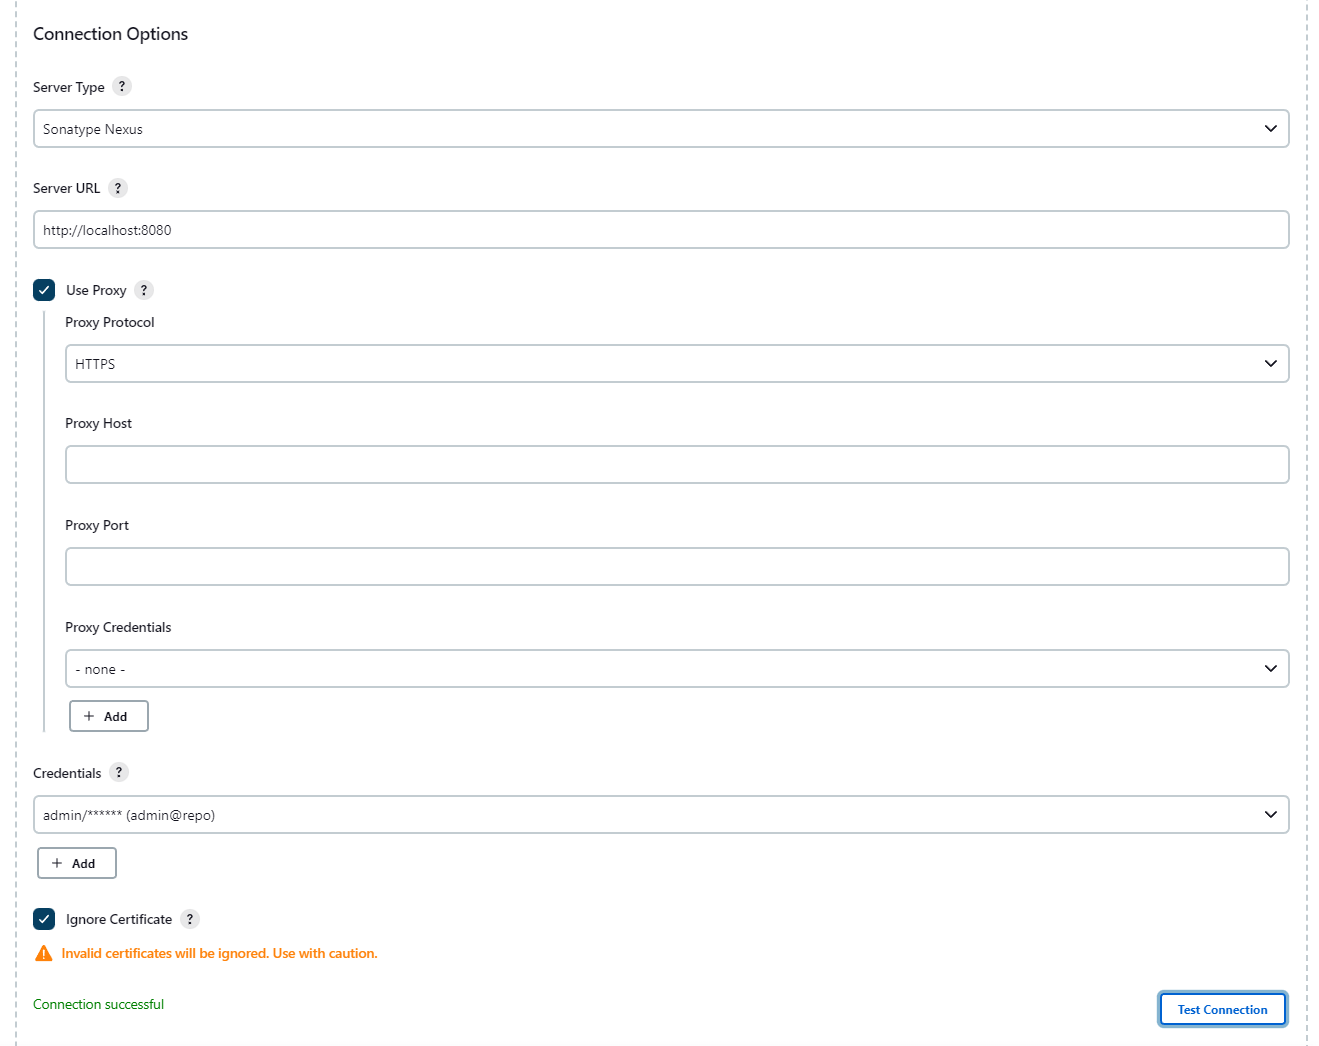 Connection Options
Server Type ?
Sonatype Nexus
Server URL ?
http://localhost:8080
Use Proxy ?
Proxy Protocol
HTTPS
Proxy Host
Proxy Port
Proxy Credentials
- none -
+ Add
Credentials ?
admin/****** (admin@repo)
+ Add
Ignore Certificate ?
Invalid certificates will be ignored. Use with caution.
Connection successful
Test Connection